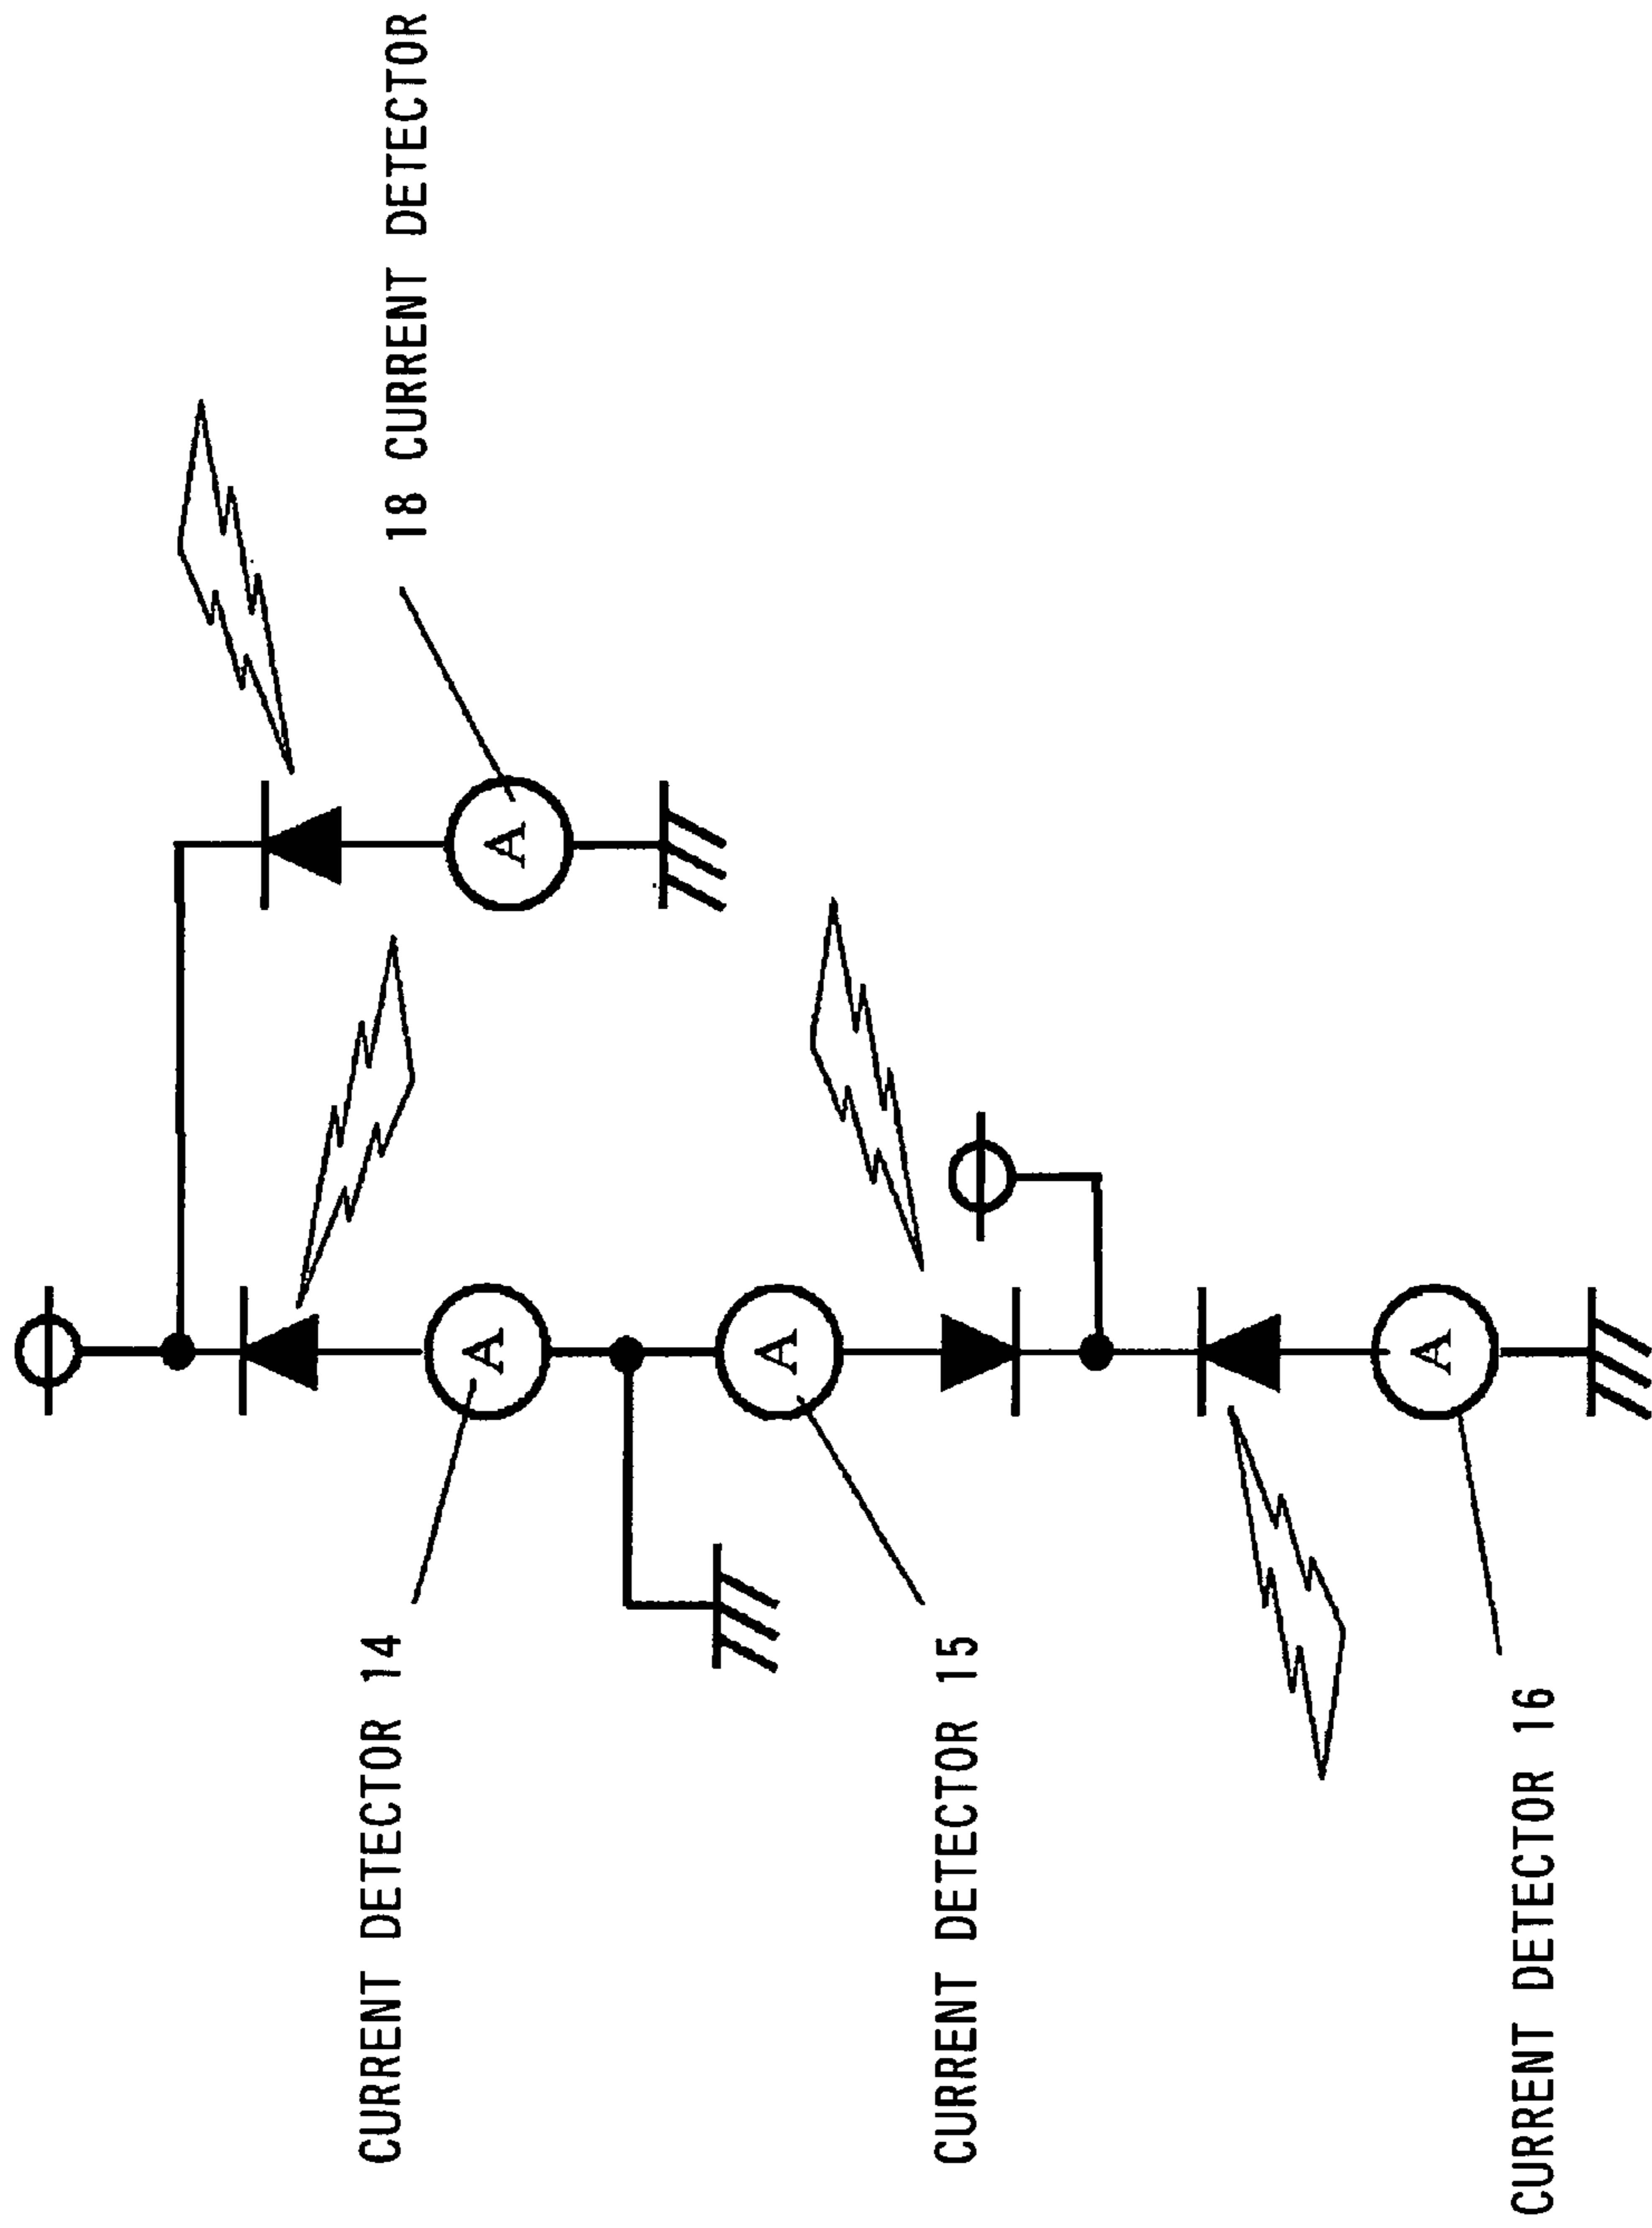 18 CURRENT DETECTOR
A
A
A
A
CURRENT DETECTOR 14
CURRENT DETECTOR 15
CURRENT DETECTOR 16